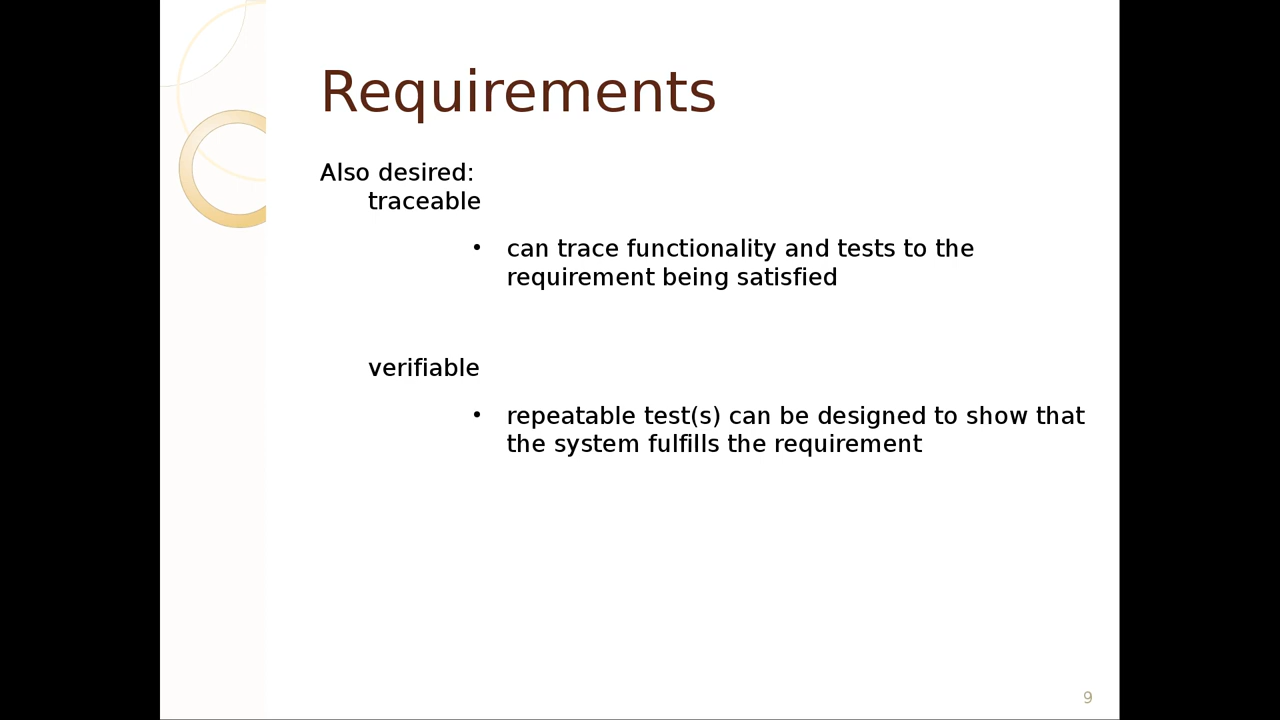 Requirements
Also desired:
traceable
• can trace functionality and tests to the
requirement being satisfied
verifiable
• repeatable test(s) can be designed to show that
the system fulfills the requirement
9